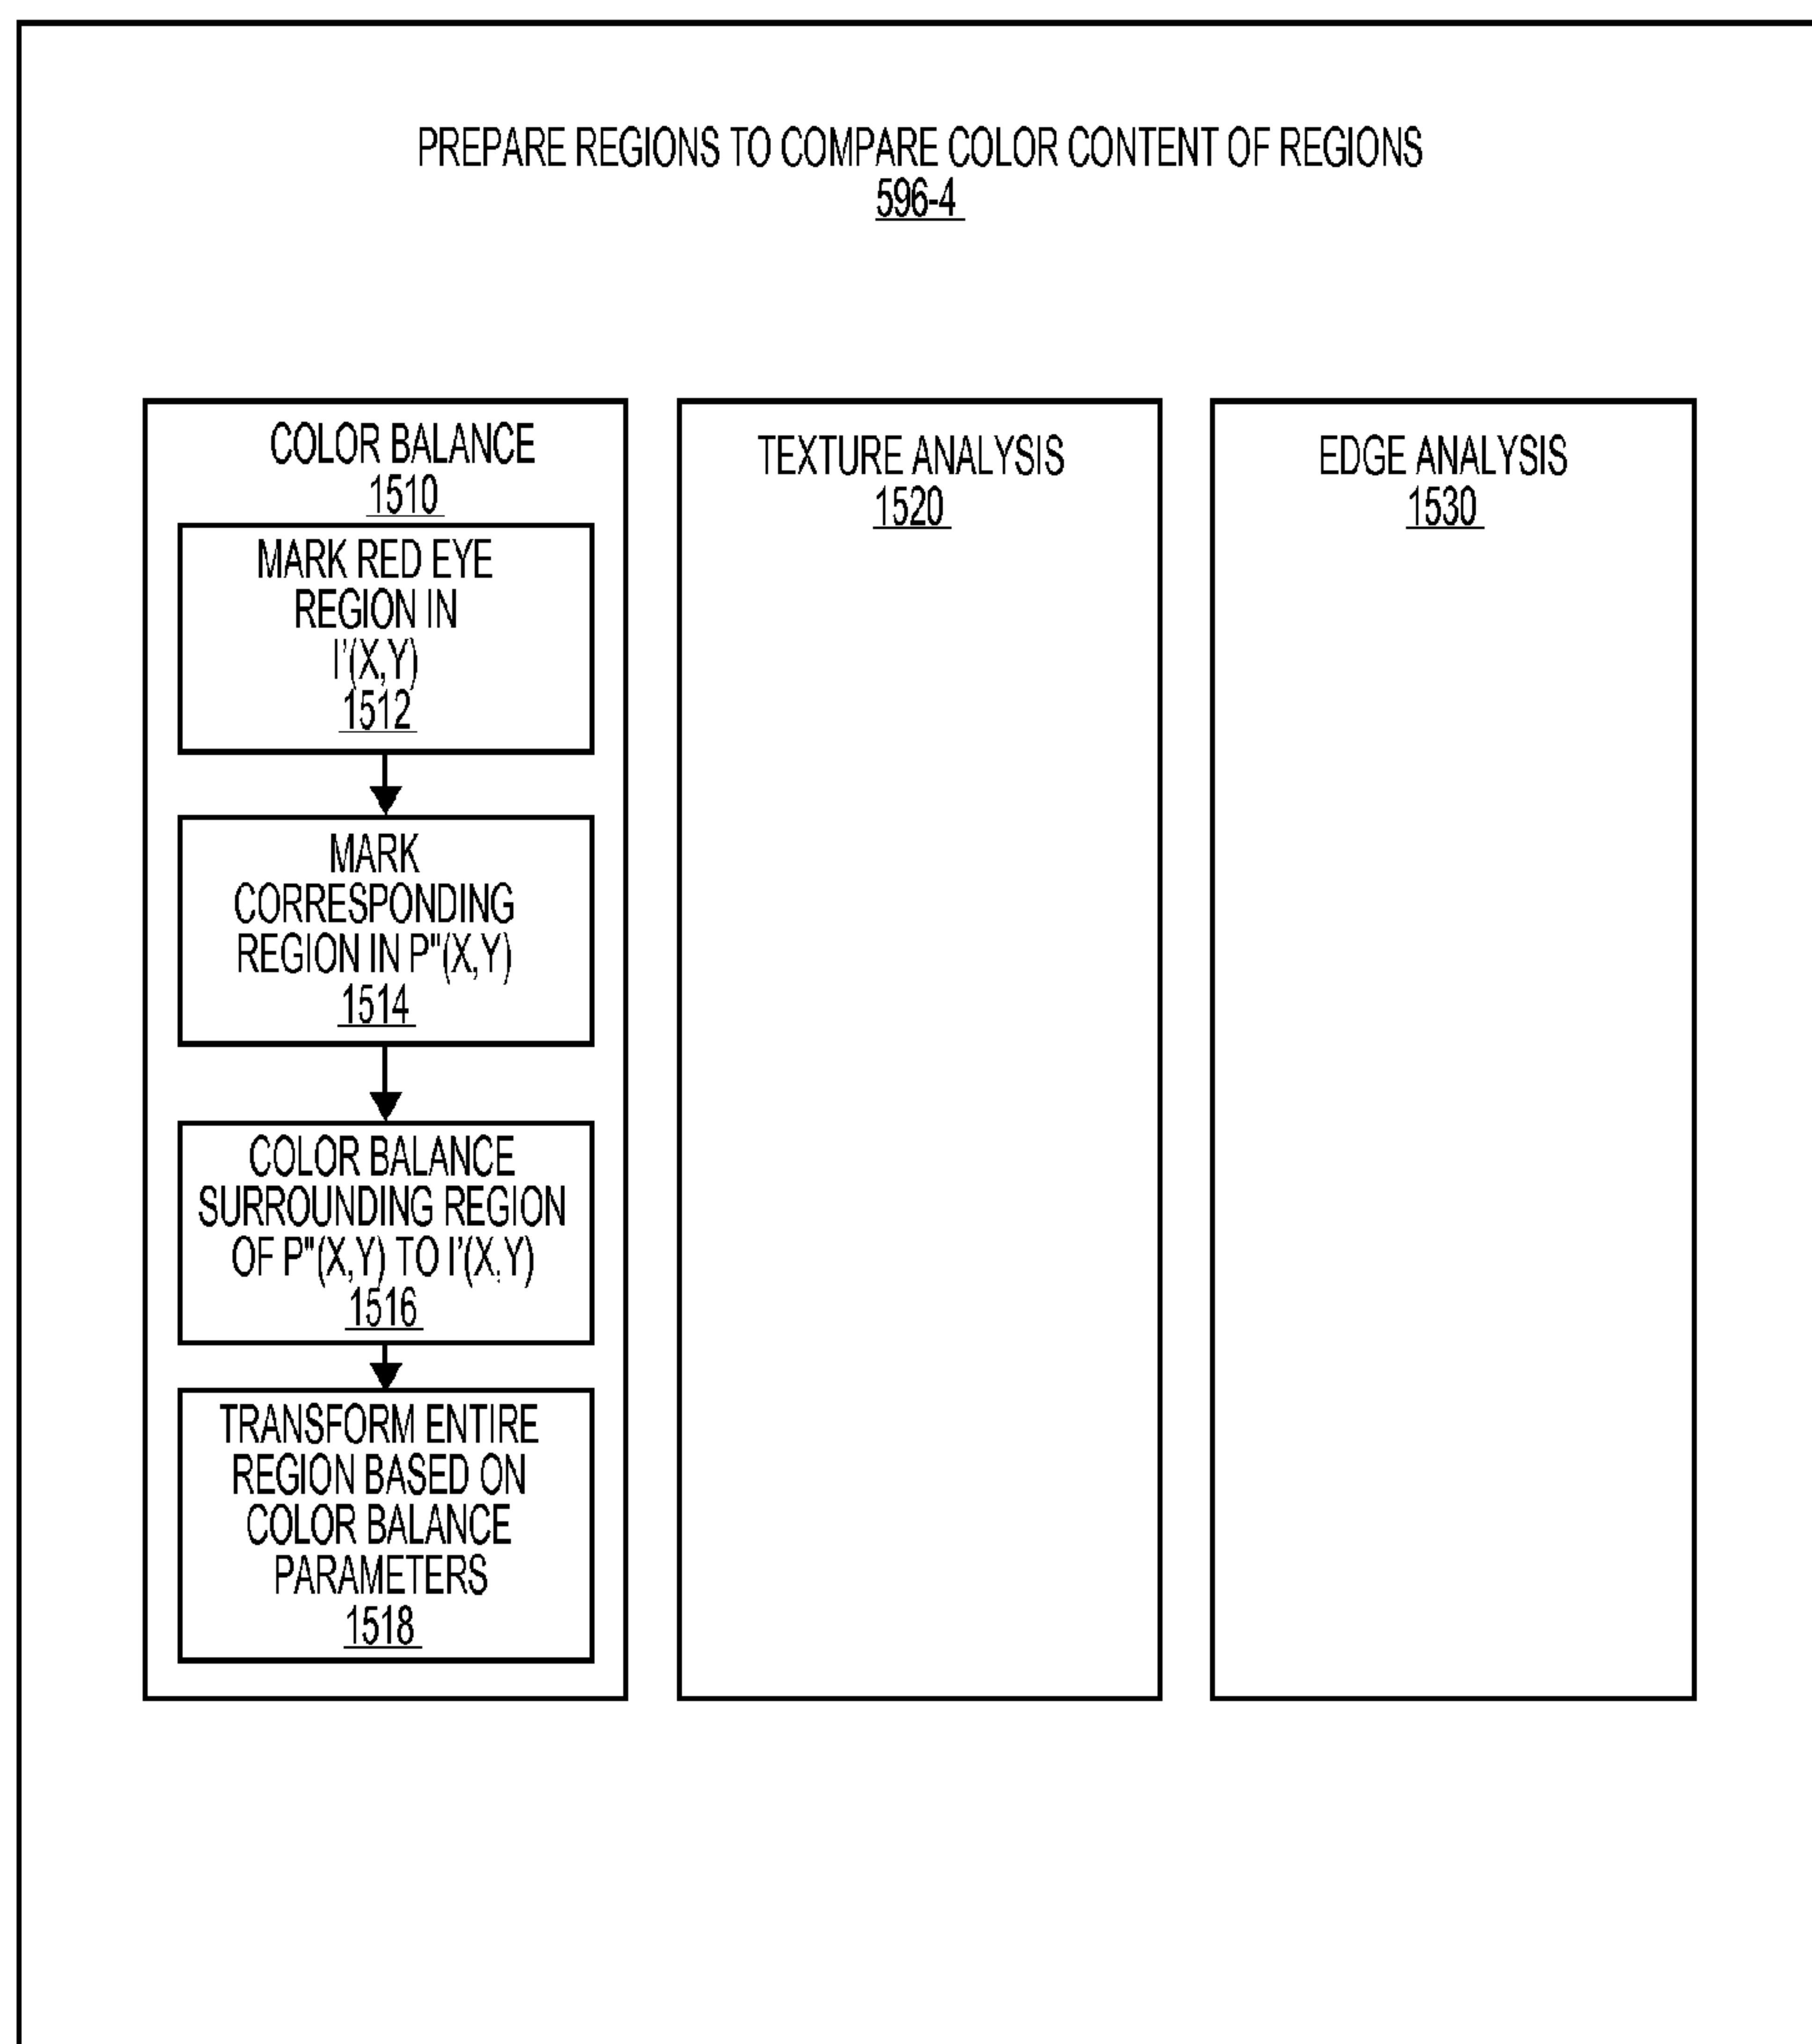 PREPARE REGIONS TO COMPARE COLOR CONTENT OF REGIONS
596-4
COLOR BALANCE
1510
MARK RED EYE
REGION IN
I'(X,Y)
1512
MARK
CORRESPONDING
REGION IN P"(X,Y)
1514
COLOR BALANCE
SURROUNDING REGION
OF P"(X,Y) TO I'(X,Y)
1516
TRANSFORM ENTIRE
REGION BASED ON
COLOR BALANCE
PARAMETERS
1518
TEXTURE ANALYSIS
1520
EDGE ANALYSIS
1530